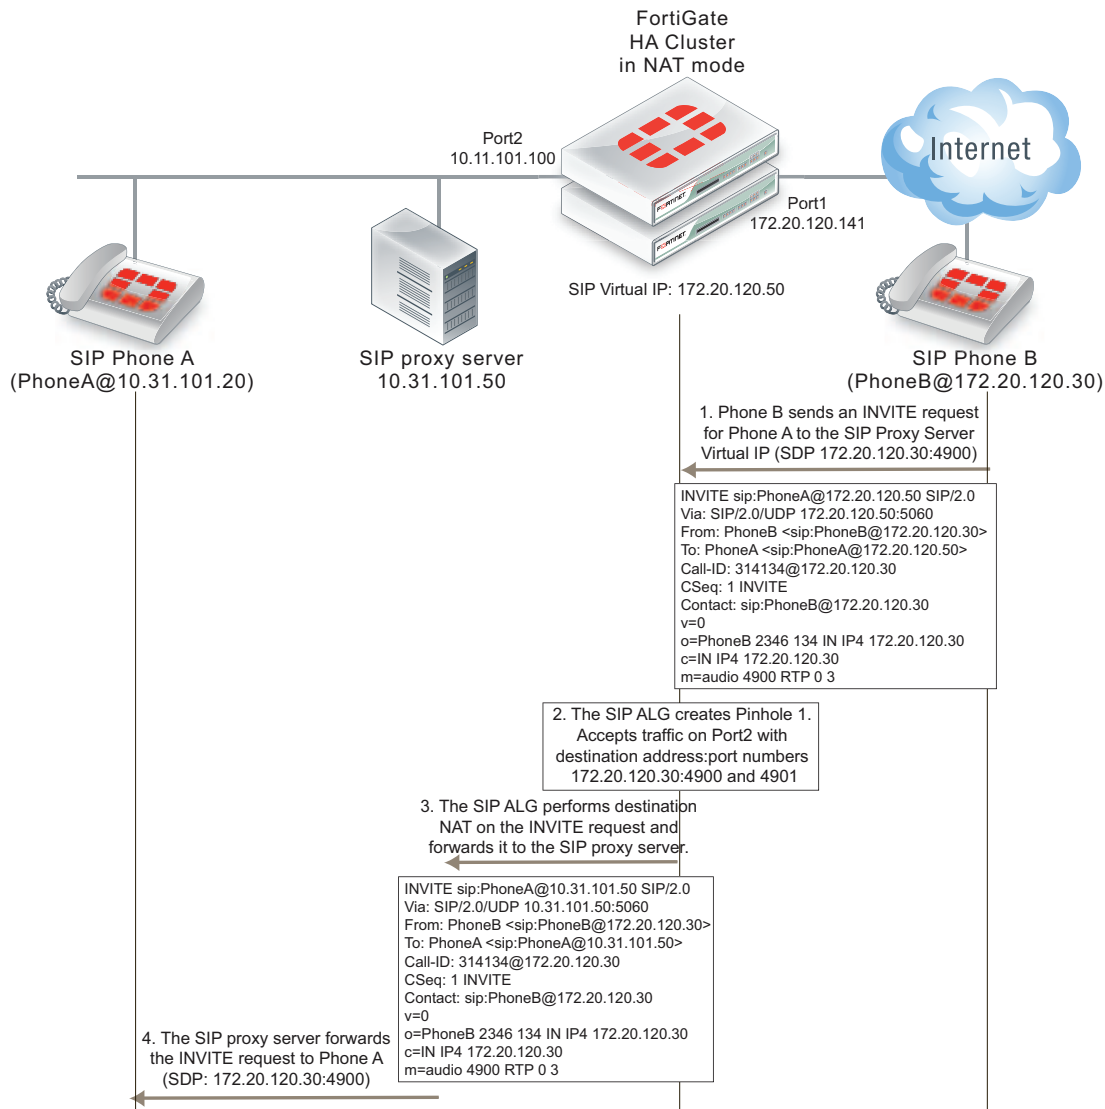 FortiGate
HA Cluster
in NAT mode
Port2
10.11.101.100
Internet
FORTINET
FORTINET
Port1
172.20.120.141
SIP Virtual IP: 172.20.120.50
SIP Phone A
(PhoneA@10.31.101.20)
SIP proxy server
10.31.101.50
SIP Phone B
(PhoneB@172.20.120.30)
1. Phone B sends an INVITE request
for Phone A to the SIP Proxy Server
Virtual IP (SDP 172.20.120.30:4900)
INVITE sip:PhoneA@172.20.120.50 SIP/2.0
Via: SIP/2.0/UDP 172.20.120.50:5060
From: PhoneB <sip:PhoneB@172.20.120.30>
To: PhoneA <sip:PhoneA@172.20.120.50>
Call-ID: 314134@172.20.120.30
CSeq: 1 INVITE
Contact: sip:PhoneB@172.20.120.30
v=0
o=PhoneB 2346 134 IN IP4 172.20.120.30
c=IN IP4 172.20.120.30
m=audio 4900 RTP 0 3
2. The SIP ALG creates Pinhole 1.
Accepts traffic on Port2 with
destination address:port numbers
172.20.120.30:4900 and 4901
3. The SIP ALG performs destination
NAT on the INVITE request and
forwards it to the SIP proxy server.
INVITE sip:PhoneA@10.31.101.50 SIP/2.0
Via: SIP/2.0/UDP 10.31.101.50:5060
From: PhoneB <sip:PhoneB@172.20.120.30>
To: PhoneA <sip:PhoneA@10.31.101.50>
Call-ID: 314134@172.20.120.30
CSeq: 1 INVITE
Contact: sip:PhoneB@172.20.120.30
v=0
o=PhoneB 2346 134 IN IP4 172.20.120.30
c=IN IP4 172.20.120.30
m=audio 4900 RTP 0 3
4. The SIP proxy server forwards
the INVITE request to Phone A
(SDP: 172.20.120.30:4900)